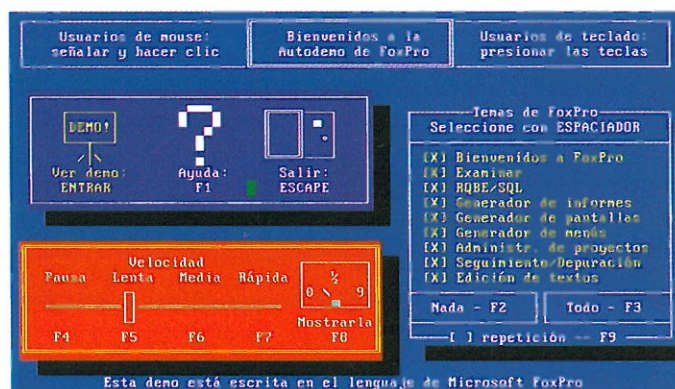 Usuarios de mouse:
señalar y hacer clic
Bienvenidos a la
Autodemo de FoxPro
Usuarios de teclado:
presionar las teclas
DEMO!
Ver demo:
ENTRAR
?
Ayuda:
F1
Salir:
ESCAPE
Temas de FoxPro
Seleccione con ESPACIADOR
[X] Bienvenidos a FoxPro
[X] Examinar
[X] RQBE/SQL
[X] Generador de informes
[X] Generador de pantallas
[X] Generador de menús
[X] Administr. de proyectos
[X] Seguimiento/Depuración
[X] Edición de textos
Nada - F2
Todo - F3
[ ] repetición -- F9
Velocidad
Pausa Lenta Media Rápida
½
0 9
Mostrarla
F4 F5 F6 F7 F8
Esta demo está escrita en el lenguaje de Microsoft FoxPro